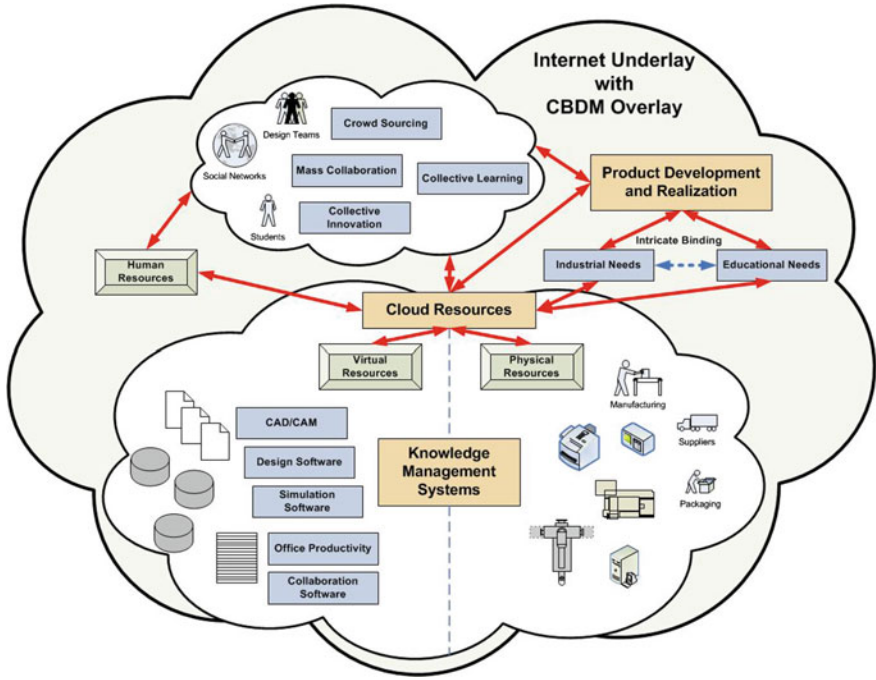 Internet Underlay
with
CBDM Overlay
Design Teams
Crowd Sourcing
Social Networks
Mass Collaboration
Collective Learning
Collective
Innovation
Students
Product Development
and Realization
Intricate Binding
Industrial Needs
Educational Needs
Human
Resources
Cloud Resources
Virtual
Resources
Physical
Resources
CAD/CAM
Design Software
Simulation
Software
Office Productivity
Collaboration
Software
Knowledge
Management
Systems
Manufacturing
Suppliers
Packaging